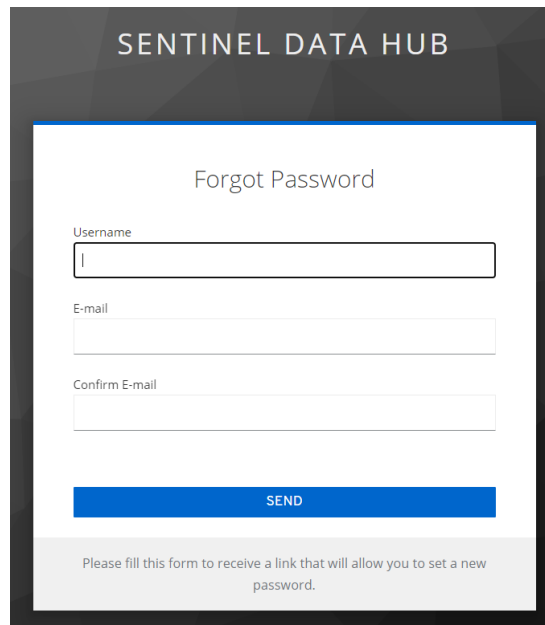 SENTINEL DATA HUB
Forgot Password
Username
E-mail
Confirm E-mail
SEND
Please fill this form to receive a link that will allow you to set a new
password.